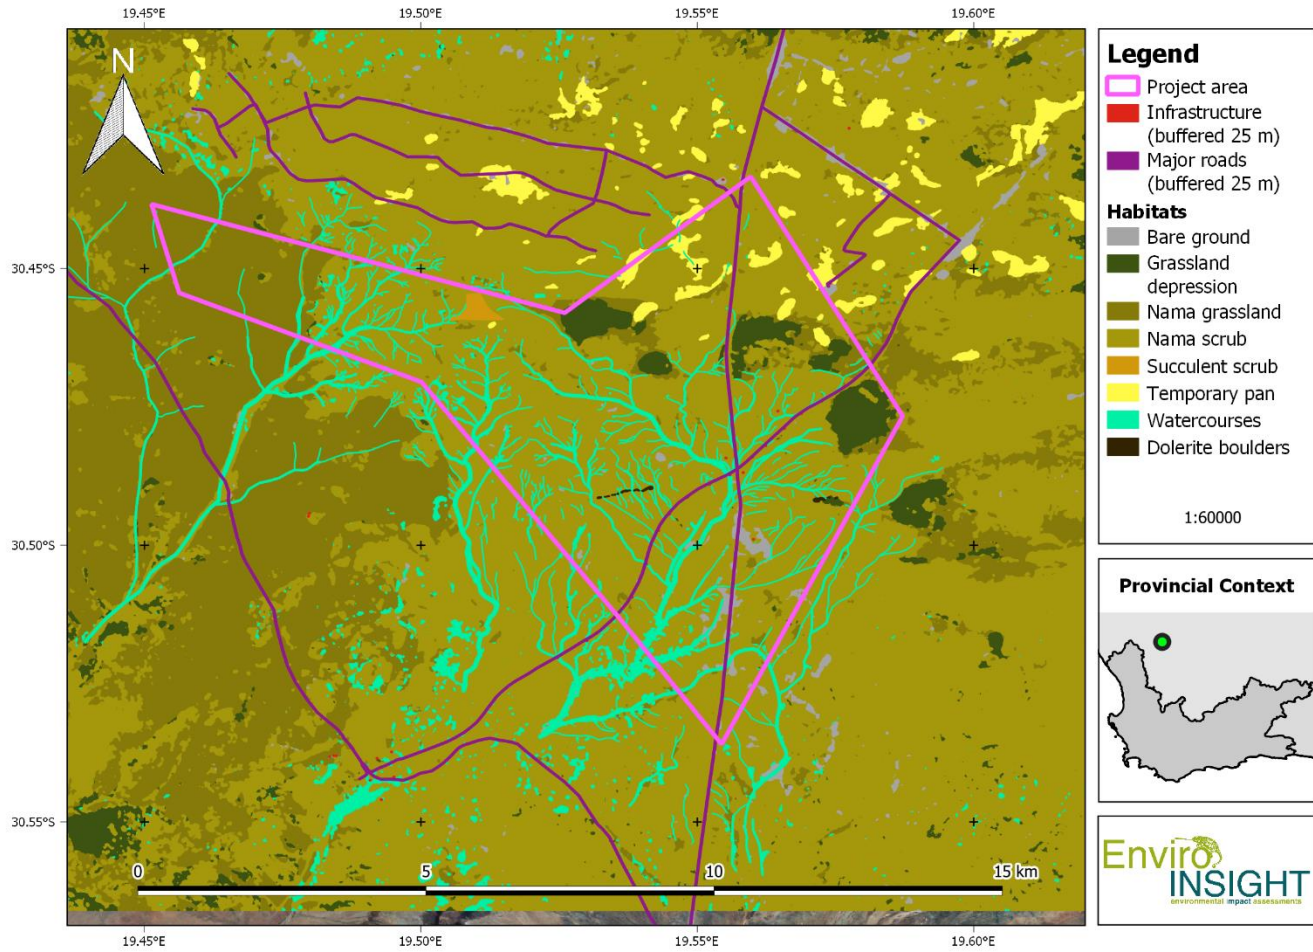 19.45°E
19.50°E
19.55°E
19.60°E
N
30.45°S
30.50°S
30.55°S
0
5
10
15 km
19.45°E
19.50°E
19.55°E
19.60°E
Legend
Project area
Infrastructure
(buffered 25 m)
Major roads
(buffered 25 m)
Habitats
Bare ground
Grassland
depression
Nama grassland
Nama scrub
Succulent scrub
Temporary pan
Watercourses
Dolerite boulders
1:60000
Provincial Context
Enviro
INSIGHT
environmental impact assessments